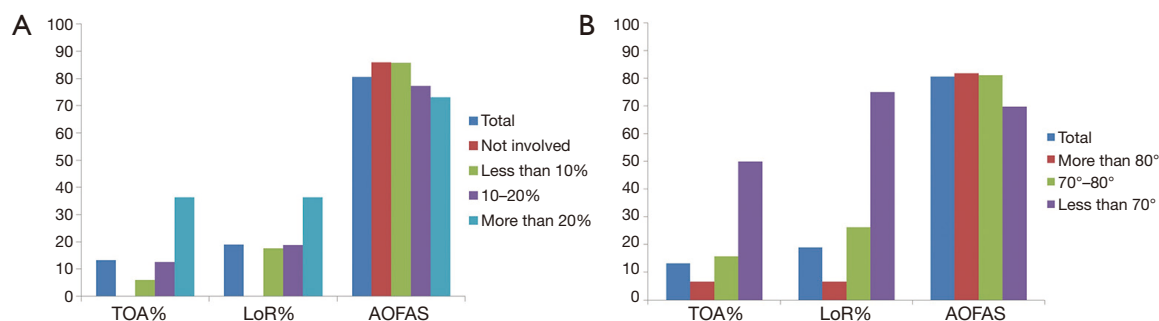 A
100
90
80
70
60
50
40
30
20
10
0
TOA%
LoR%
AOFAS
Total
Not involved
Less than 10%
10–20%
More than 20%
B
100
90
80
70
60
50
40
30
20
10
0
TOA%
LoR%
AOFAS
Total
More than 80°
70°–80°
Less than 70°